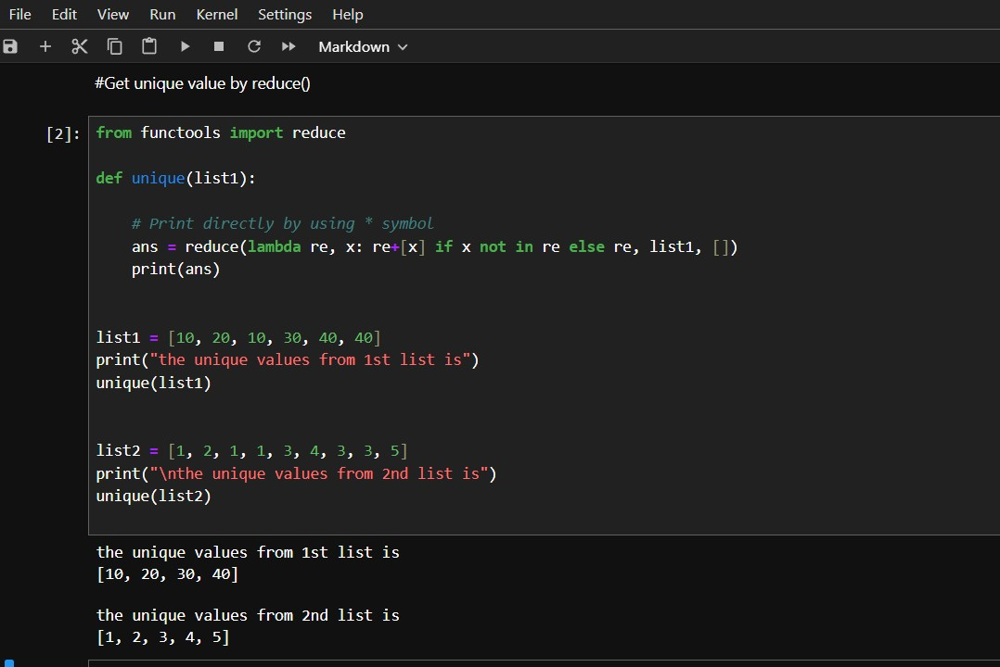 File Edit View Run Kernel Settings Help
Markdown
#Get unique value by reduce()
[2]: from functools import reduce
def unique(list1):
# Print directly by using * symbol
ans = reduce(lambda re, x: re+[x] if x not in re else re, list1, [])
print(ans)
list1 = [10, 20, 10, 30, 40, 40]
print("the unique values from 1st list is")
unique(list1)
list2 = [1, 2, 1, 1, 3, 4, 3, 3, 5]
print("\nthe unique values from 2nd list is")
unique(list2)
the unique values from 1st list is
[10, 20, 30, 40]
the unique values from 2nd list is
[1, 2, 3, 4, 5]